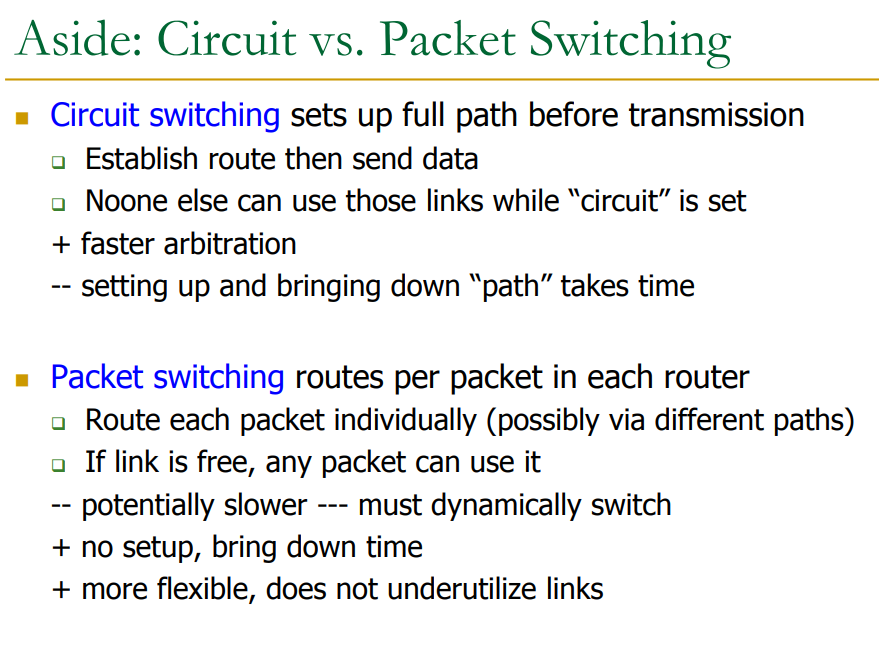 Aside: Circuit vs. Packet Switching
Circuit switching sets up full path before transmission
Establish route then send data
Noone else can use those links while “circuit” is set
+ faster arbitration
-- setting up and bringing down “path” takes time
Packet switching routes per packet in each router
Route each packet individually (possibly via different paths)
If link is free, any packet can use it
-- potentially slower --- must dynamically switch
+ no setup, bring down time
+ more flexible, does not underutilize links